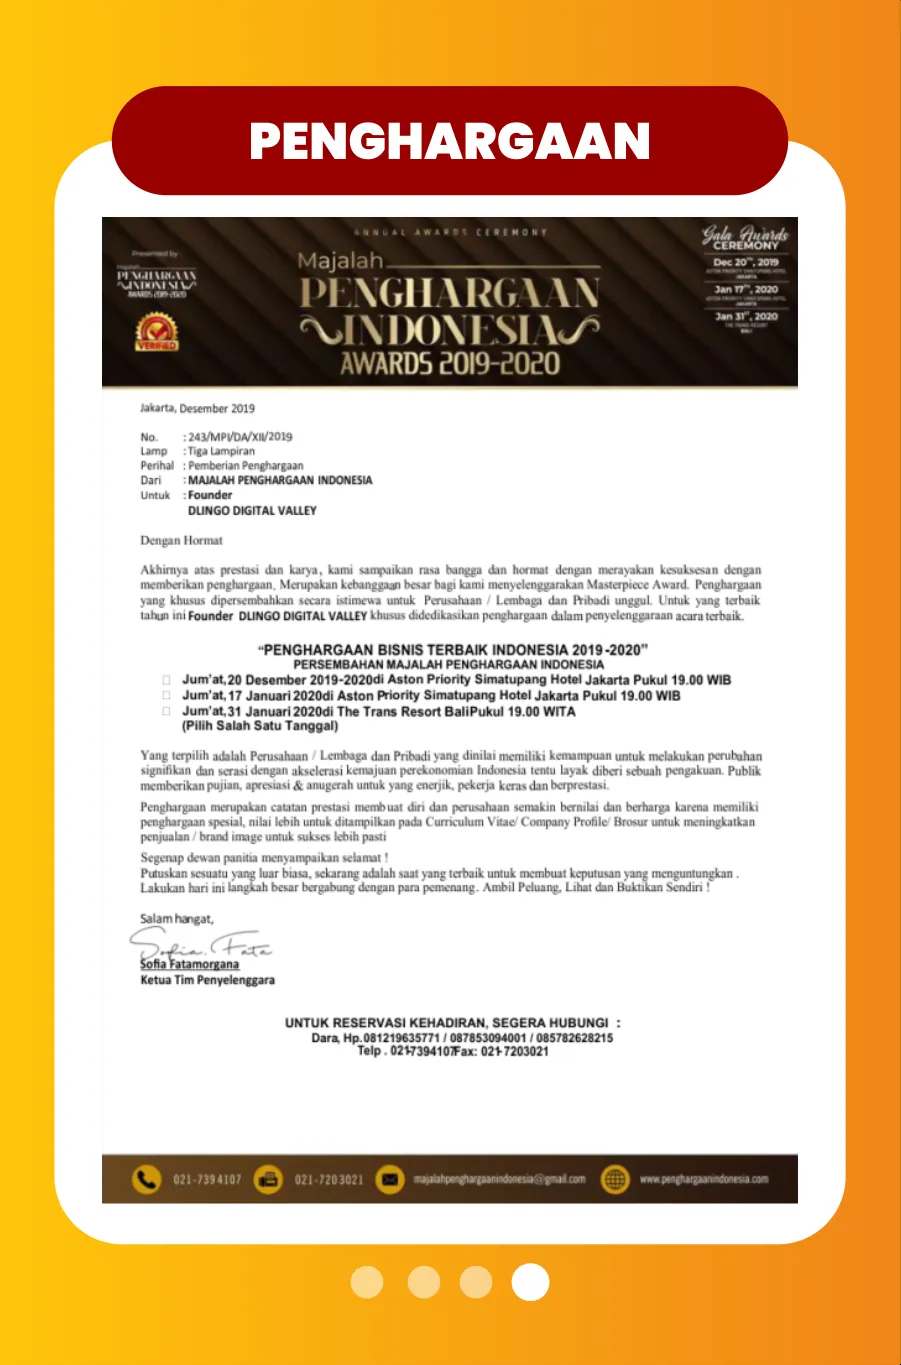 PENGHARGAAN
ANNUAL AWARDS CEREMONY
Presented by
Majalah
PENGHARGAAN
INDONESIA
AWARDS 2019-2020
VERIFIED
Majalah
PENGHARGAAN
INDONESIA
AWARDS 2019-2020
Gala Awards
CEREMONY
Dec 20TH, 2019
ASTON PRIORITY SIMATUPANG HOTEL
JAKARTA
Jan 17TH, 2020
ASTON PRIORITY SIMATUPANG HOTEL
JAKARTA
Jan 31ST, 2020
THE TRANS RESORT
BALI
Jakarta, Desember 2019
No. : 243/MPI/DA/XII/2019
Lamp : Tiga Lampiran
Perihal : Pemberian Penghargaan
Dari : MAJALAH PENGHARGAAN INDONESIA
Untuk : Founder
DLINGO DIGITAL VALLEY
Dengan Hormat
Akhirnya atas prestasi dan karya, kami sampaikan rasa bangga dan hormat dengan merayakan kesuksesan dengan
memberikan penghargaan. Merupakan kebanggaan besar bagi kami menyelenggarakan Masterpiece Award. Penghargaan
yang khusus dipersembahkan secara istimewa untuk Perusahaan / Lembaga dan Pribadi unggul. Untuk yang terbaik
tahun ini Founder DLINGO DIGITAL VALLEY khusus didedikasikan penghargaan dalam penyelenggaraan acara terbaik.
“PENGHARGAAN BISNIS TERBAIK INDONESIA 2019-2020”
PERSEMBAHAN MAJALAH PENGHARGAAN INDONESIA
Jum'at,20 Desember 2019-2020di Aston Priority Simatupang Hotel Jakarta Pukul 19.00 WIB
Jum'at, 17 Januari 2020di Aston Priority Simatupang Hotel Jakarta Pukul 19.00 WIB
Jum'at, 31 Januari 2020di The Trans Resort BaliPukul 19.00 WITA
(Pilih Salah Satu Tanggal)
Yang terpilih adalah Perusahaan / Lembaga dan Pribadi yang dinilai memiliki kemampuan untuk melakukan perubahan
signifikan dan serasi dengan akselerasi kemajuan perekonomian Indonesia tentu layak diberi sebuah pengakuan. Publik
memberikan pujian, apresiasi & anugerah untuk yang enerjik, pekerja keras dan berprestasi.
Penghargaan merupakan catatan prestasi membuat diri dan perusahaan semakin bernilai dan berharga karena memiliki
penghargaan spesial, nilai lebih untuk ditampilkan pada Curriculum Vitae/ Company Profile/ Brosur untuk meningkatkan
penjualan / brand image untuk sukses lebih pasti
Segenap dewan panitia menyampaikan selamat !
Putuskan sesuatu yang luar biasa, sekarang adalah saat yang terbaik untuk membuat keputusan yang menguntungkan .
Lakukan hari ini langkah besar bergabung dengan para pemenang. Ambil Peluang, Lihat dan Buktikan Sendiri !
Salam hangat,
Sofia. Fata
Sofia Fatamorgana
Ketua Tim Penyelenggara
UNTUK RESERVASI KEHADIRAN, SEGERA HUBUNGI :
Dara, Hp.081219635771 / 087853094001 / 085782628215
Telp . 021-7394107Fax: 021-7203021
021-7394107
021-7203021
majalahpenghargaanindonesia@gmail.com
www.penghargaanindonesia.com